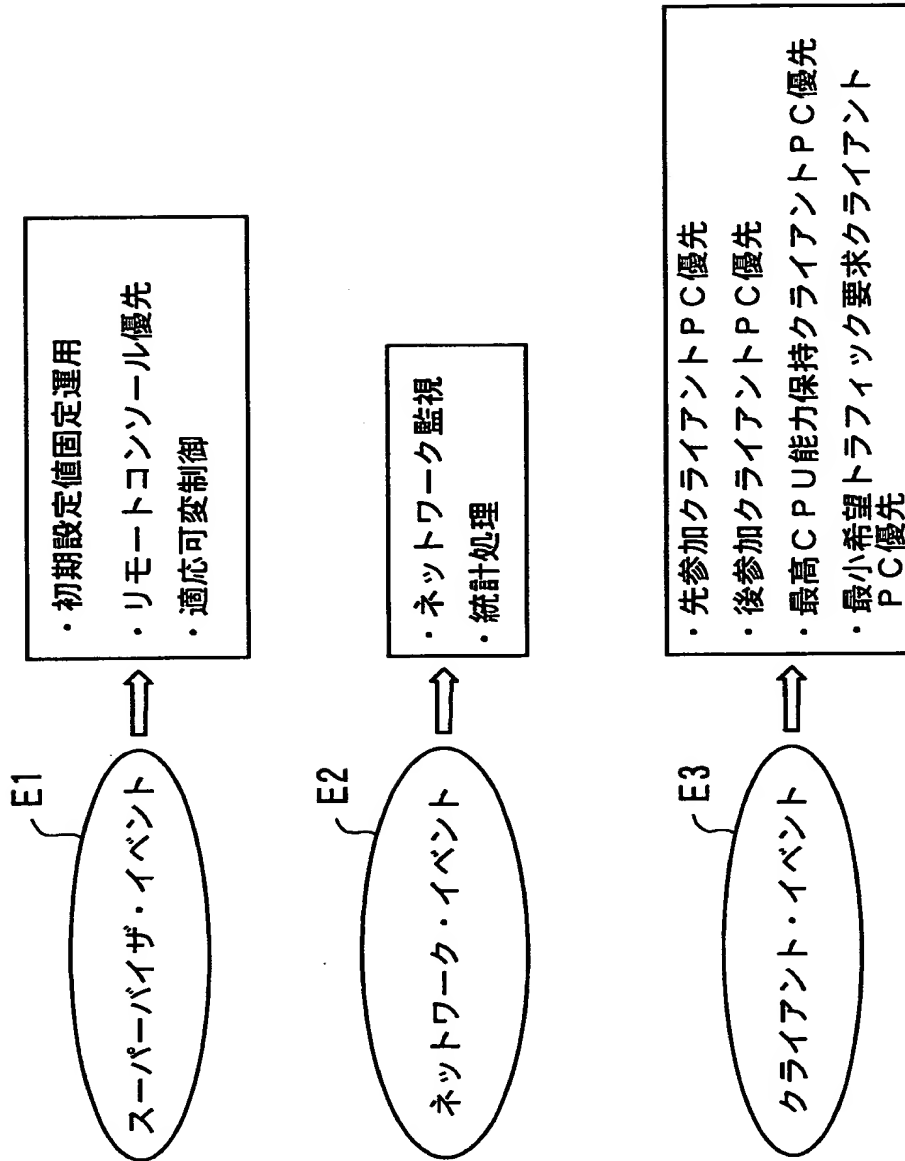 E1
スーパーバイザ・イベント
・初期設定値固定運用
・リモートコンソール優先
・適応可変制御
E2
ネットワーク・イベント
・ネットワーク監視
・統計処理
E3
クライアント・イベント
・先参加クライアントPC優先
・後参加クライアントPC優先
・最高CPU能力保持クライアントPC優先
・最小希望トラフィック要求クライアント
PC優先